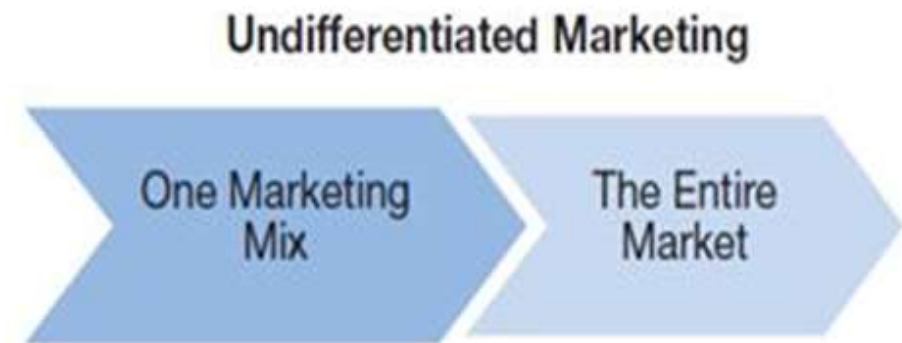 Undifferentiated Marketing
One Marketing
Mix
The Entire
Market